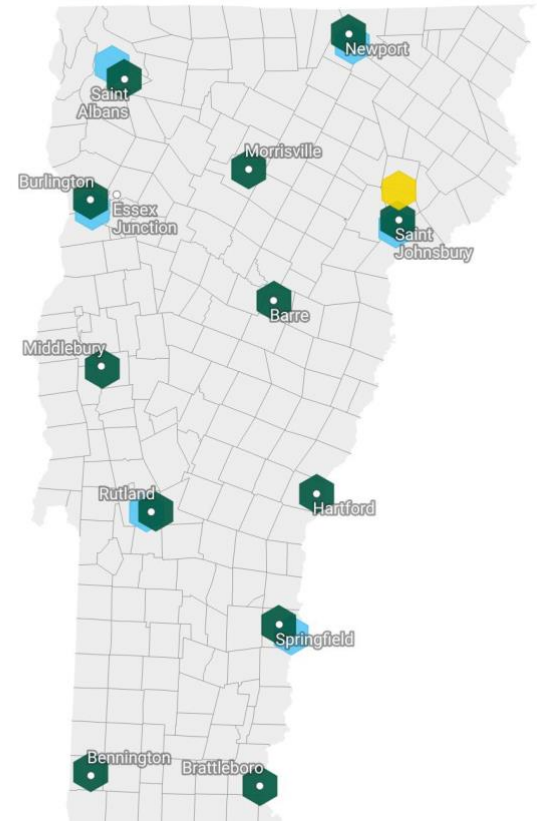 Newport
Saint
Albans
Morrisville
Burlington
Essex
Junction
Saint
Johnsbury
Barre
Middlebury
Rutland
Hartford
Springfield
Bennington
Brattleboro